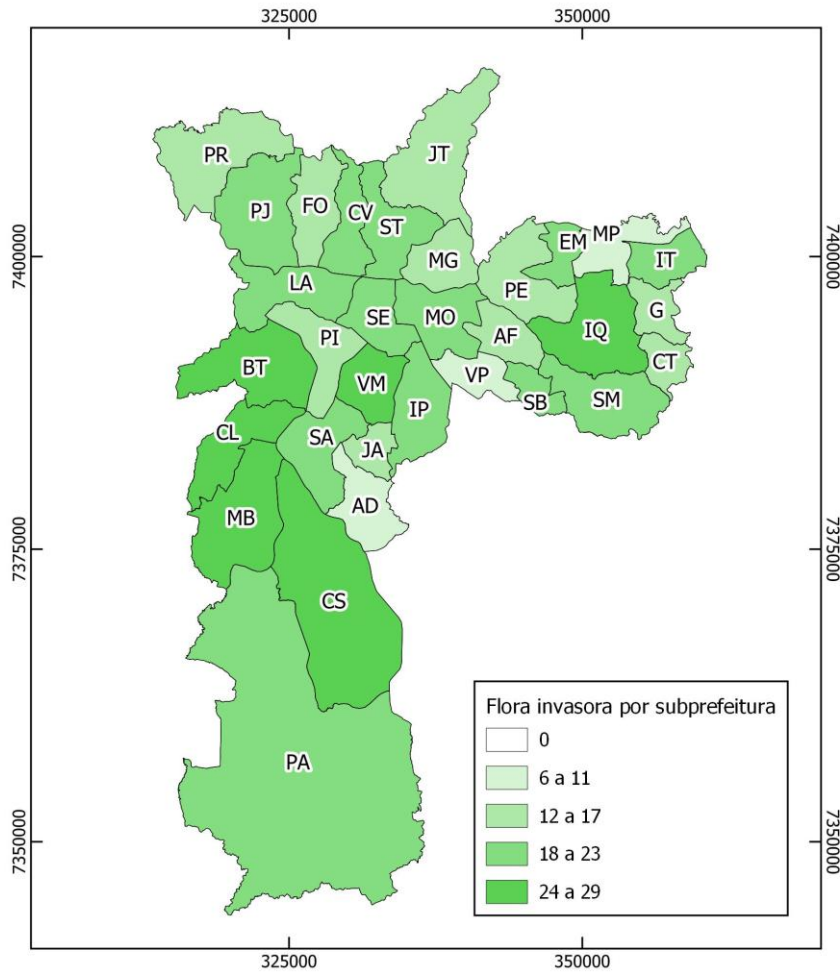 325000 350000
PR
JT
PJ
FO
CV
ST
EM
MP
7400000
7400000
MG
IT
LA
PE
SE
MO
G
PI
AF
IQ
BT
CT
VM
VP
IP
SB
SM
CL
SA
JA
AD
MB
7375000
7375000
CS
Flora invasora por subprefeitura
0
PA
6 a 11
12 a 17
7350000
7350000
18 a 23
24 a 29
325000 350000